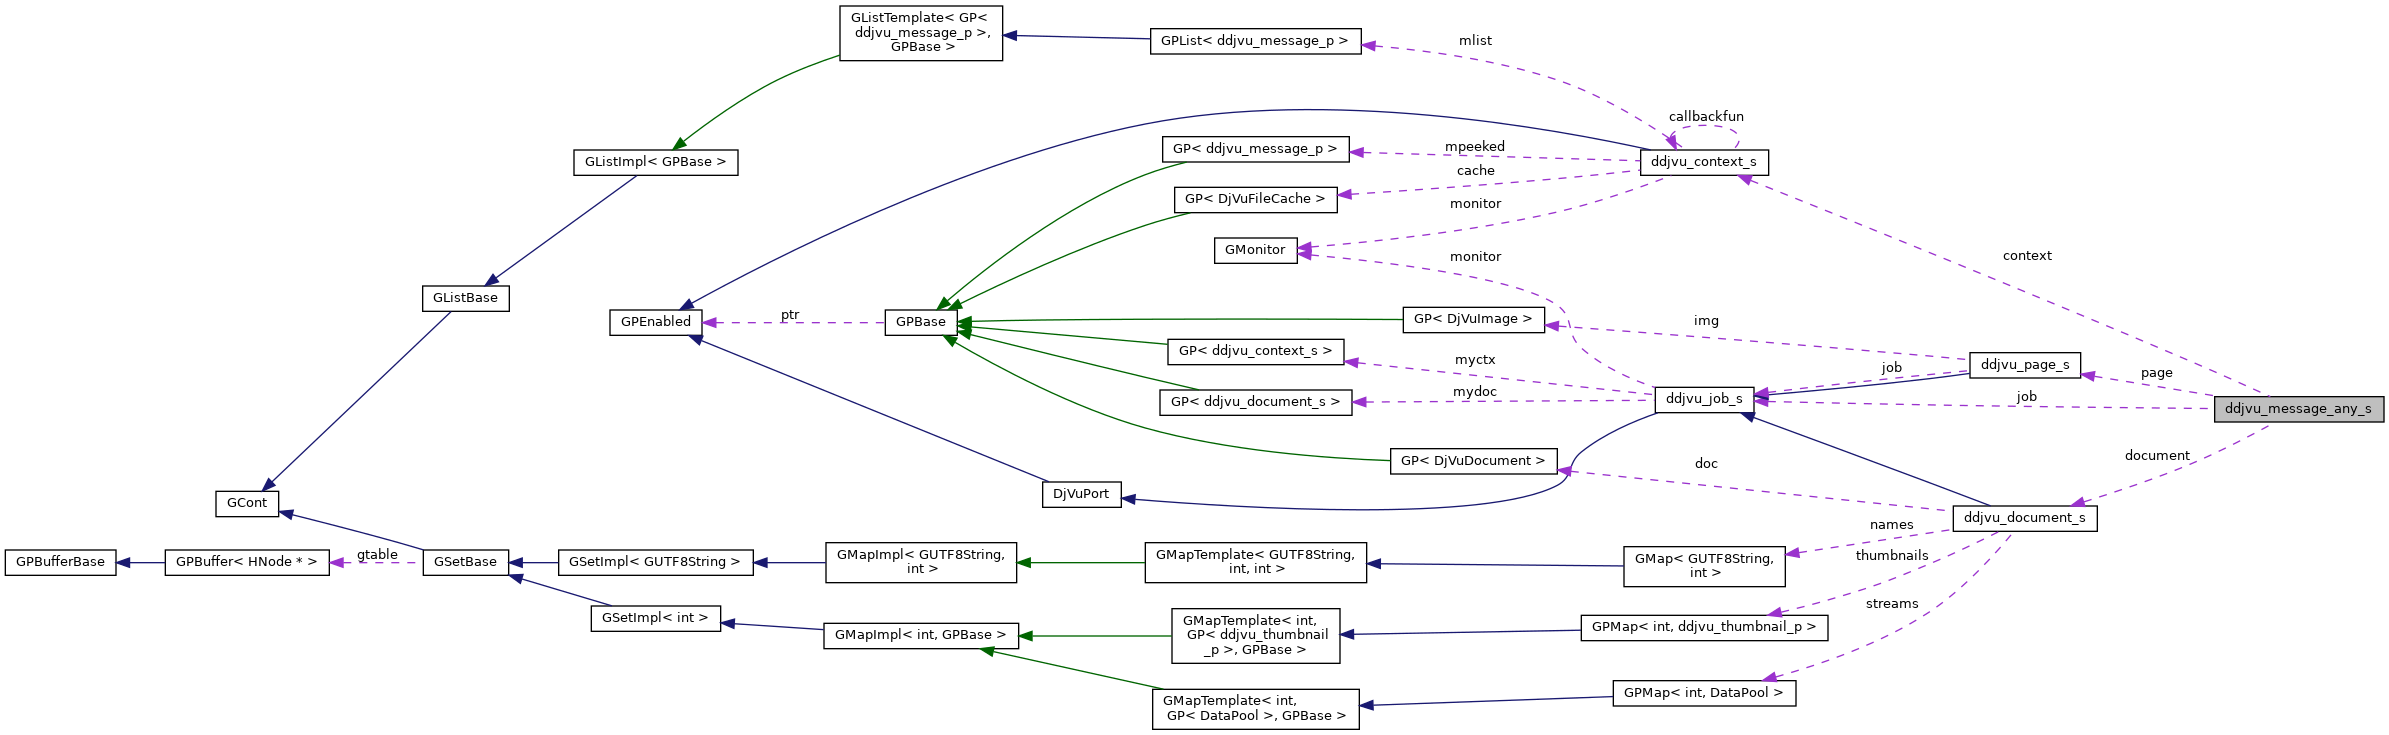 GListTemplate< GP<
ddjvu_message_p >,
GPBase >
GPList< ddjvu_message_p >
mlist
callbackfun
GP< ddjvu_message_p >
mpeeked
GListImpl< GPBase >
ddjvu_context_s
cache
GP< DjVuFileCache >
monitor
GMonitor
monitor
context
GListBase
GPEnabled
ptr
GPBase
GP< DjVuImage >
img
GP< ddjvu_context_s >
myctx
ddjvu_page_s
job
page
GP< ddjvu_document_s >
mydoc
ddjvu_job_s
job
ddjvu_message_any_s
GP< DjVuDocument >
doc
document
GCont
DjVuPort
ddjvu_document_s
names
GPBufferBase
GPBuffer< HNode * >
gtable
GSetBase
GSetImpl< GUTF8String >
GMapImpl< GUTF8String,
int >
GMapTemplate< GUTF8String,
int, int >
GMap< GUTF8String,
int >
thumbnails
streams
GSetImpl< int >
GMapImpl< int, GPBase >
GMapTemplate< int,
GP< ddjvu_thumbnail
_p >, GPBase >
GPMap< int, ddjvu_thumbnail_p >
GMapTemplate< int,
GP< DataPool >, GPBase >
GPMap< int, DataPool >